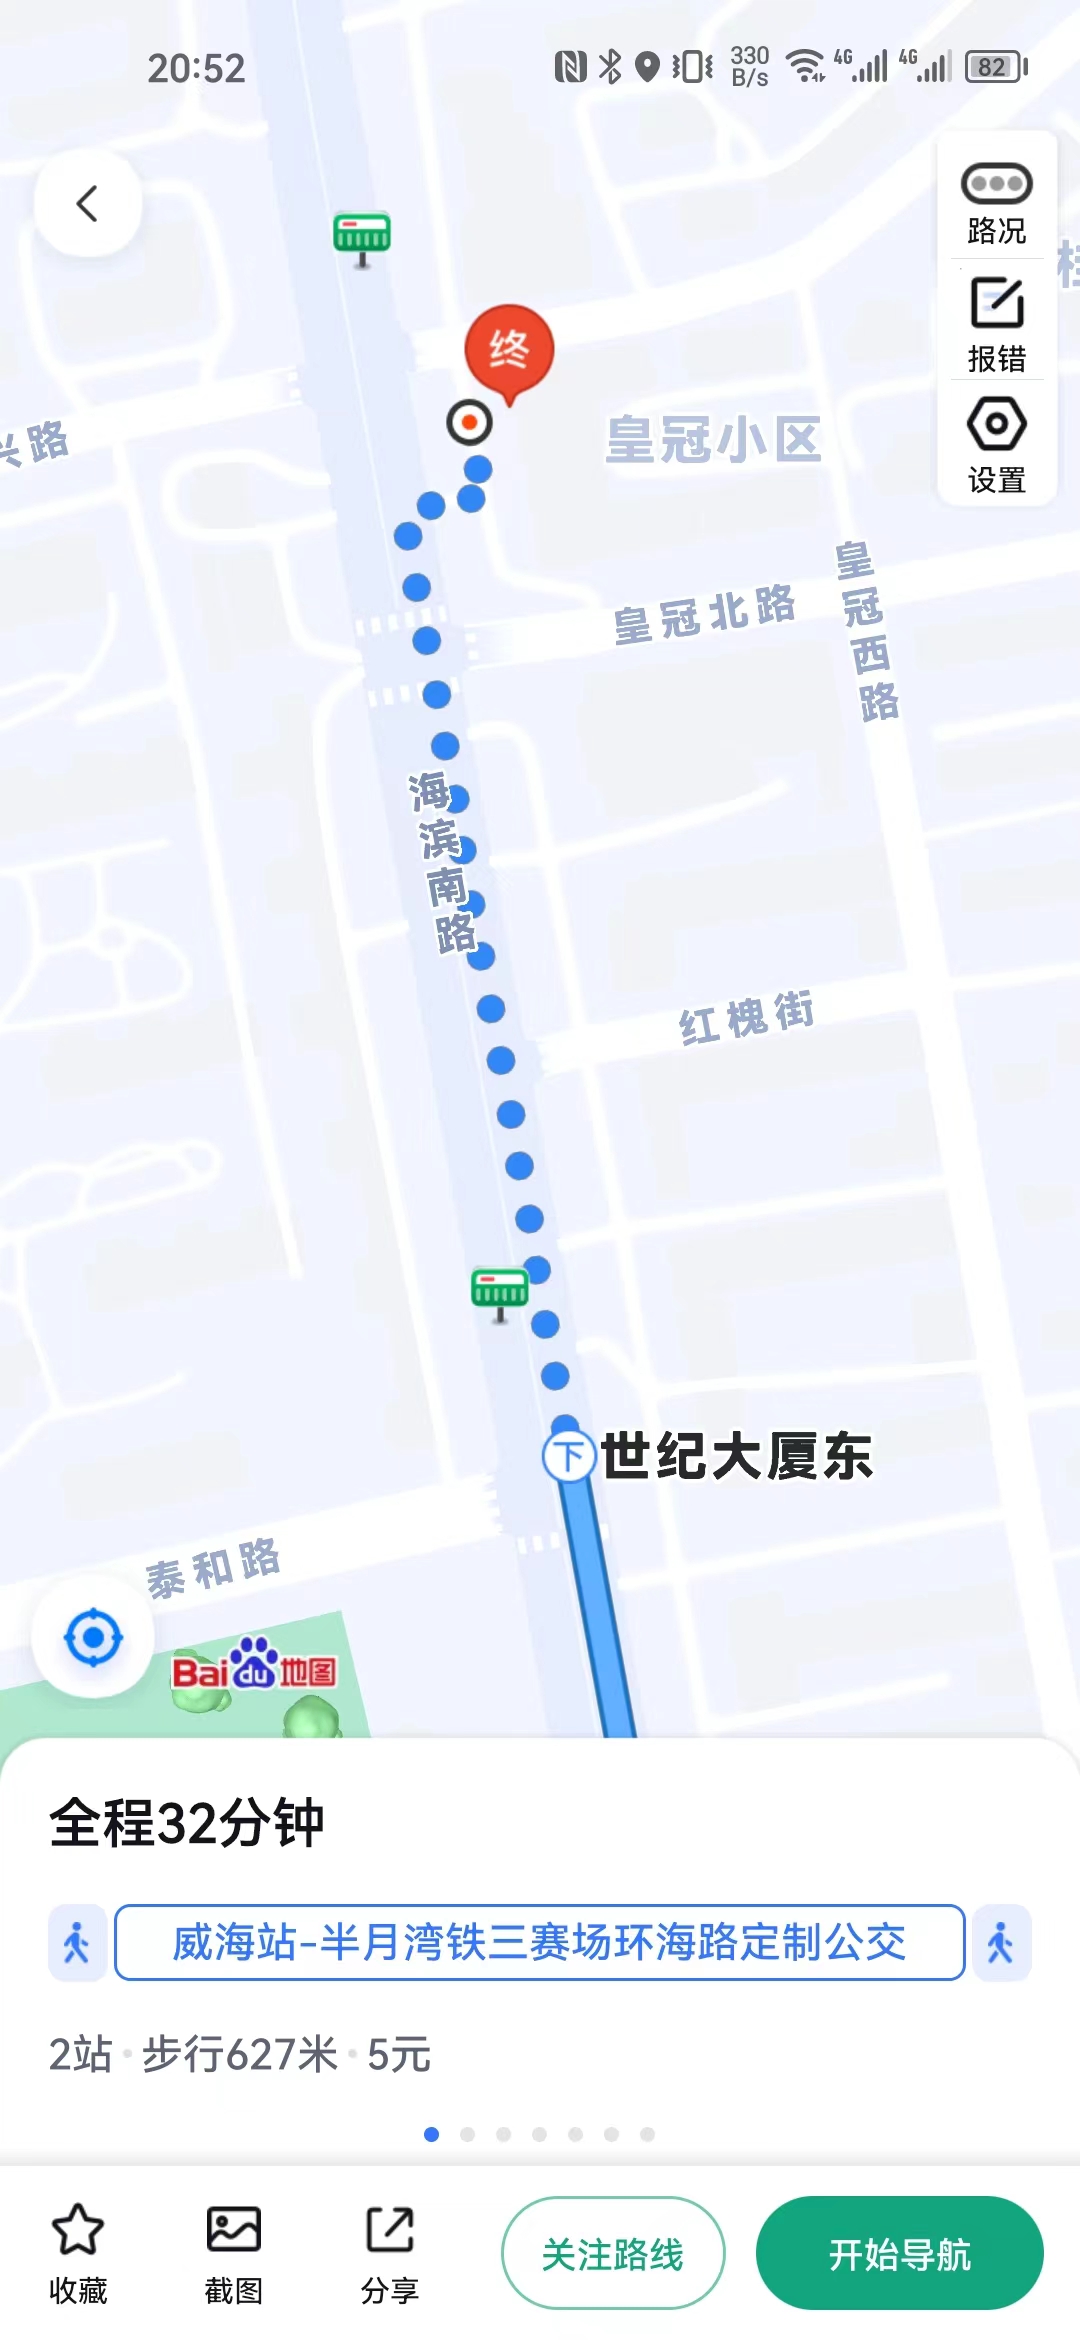 20:52
330
B/s
4G
4G
82
路况
报错
设置
终
皇冠小区
兴路
皇冠北路
皇冠西路
海滨南路
红槐街
下 世纪大厦东
泰和路
Bai du 地图
全程32分钟
威海站-半月湾铁三赛场环海路定制公交
2站·步行627米·5元
收藏
截图
分享
关注路线
开始导航